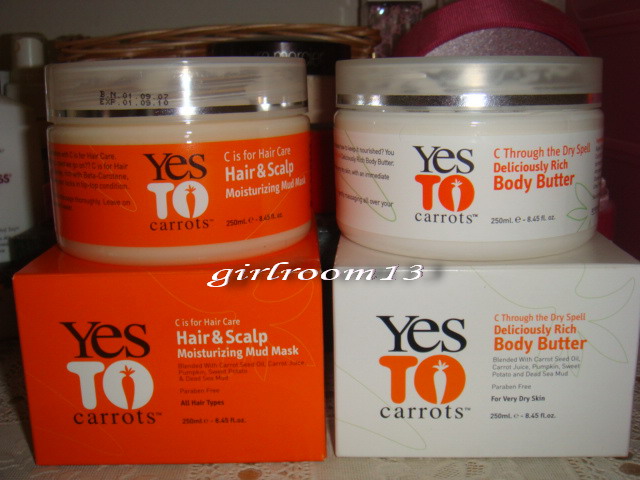 B.N.01.09.07
EXP.01.09.10
Yes
TO
carrots™
C is for Hair Care
Hair & Scalp
Moisturizing Mud Mask
250ml. ℮ - 8.45 fl.oz.
Yes
TO
carrots™
C Through the Dry Spell
Deliciously Rich
Body Butter
250ml. ℮ - 8.45 fl. oz.
girlroom13
Yes
TO
carrots™
C is for Hair Care
Hair & Scalp
Moisturizing Mud Mask
Blended With Carrot Seed Oil, Carrot Juice,
Pumpkin, Sweet Potato
& Dead Sea Mud
Paraben Free
All Hair Types
250ml ℮ - 8.45 fl.oz.
Yes
TO
carrots™
C Through the Dry Spell
Deliciously Rich
Body Butter
Blended With Carrot Seed Oil,
Carrot Juice, Pumpkin, Sweet
Potato and Dead Sea Mud
Paraben Free
For Very Dry Skin
250ml. ℮ - 8.45 fl.oz.